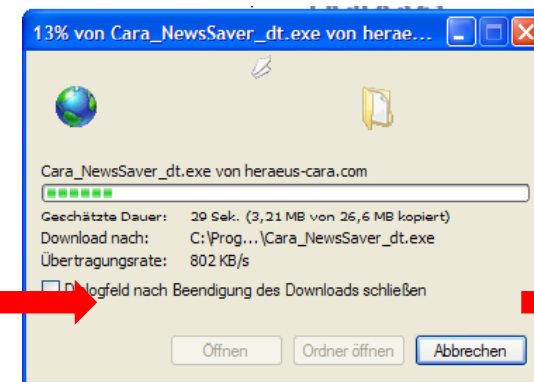 13% von Cara_NewsSaver_dt.exe von herae...
Cara_NewsSaver_dt.exe von heraeus-cara.com
Geschätzte Dauer: 29 Sek. (3,21 MB von 26,6 MB kopiert)
Download nach: C:\Prog...\Cara_NewsSaver_dt.exe
Übertragungsrate: 802 KB/s
Dialogfeld nach Beendigung des Downloads schließen
Öffnen Ordner öffnen Abbrechen